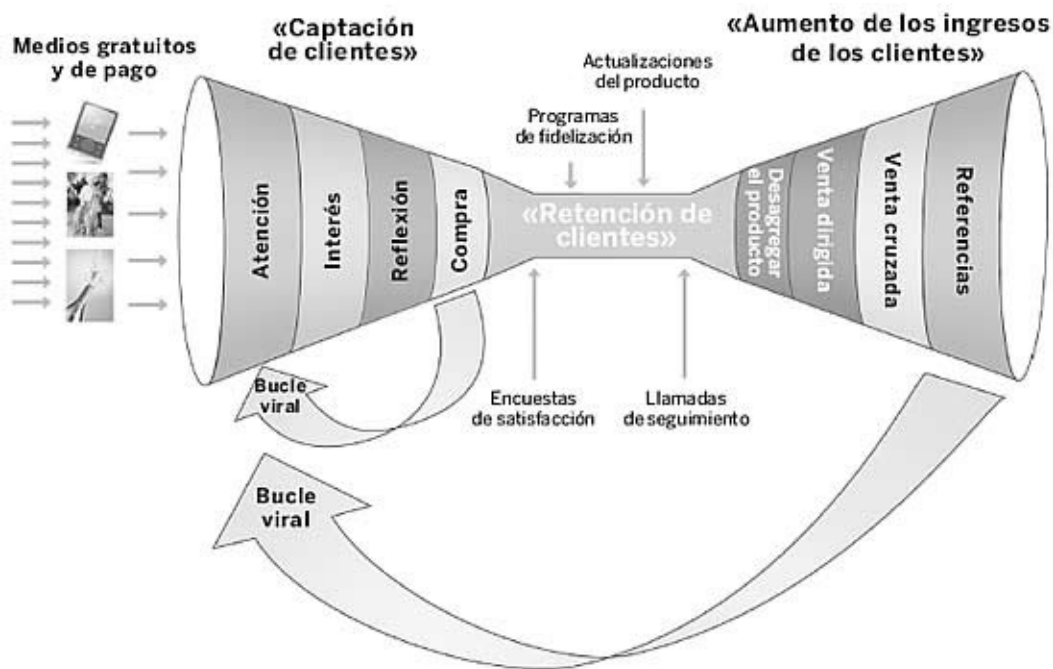 Medios gratuitos
y de pago
«Captación
de clientes»
Actualizaciones
del producto
Programas
de fidelización
«Aumento de los ingresos
de los clientes»
Atención
Interés
Reflexión
Compra
«Retención de
clientes»
Desagregar
el producto
Venta dirigida
Venta cruzada
Referencias
Bucle
viral
Encuestas
de satisfacción
Llamadas
de seguimiento
Bucle
viral